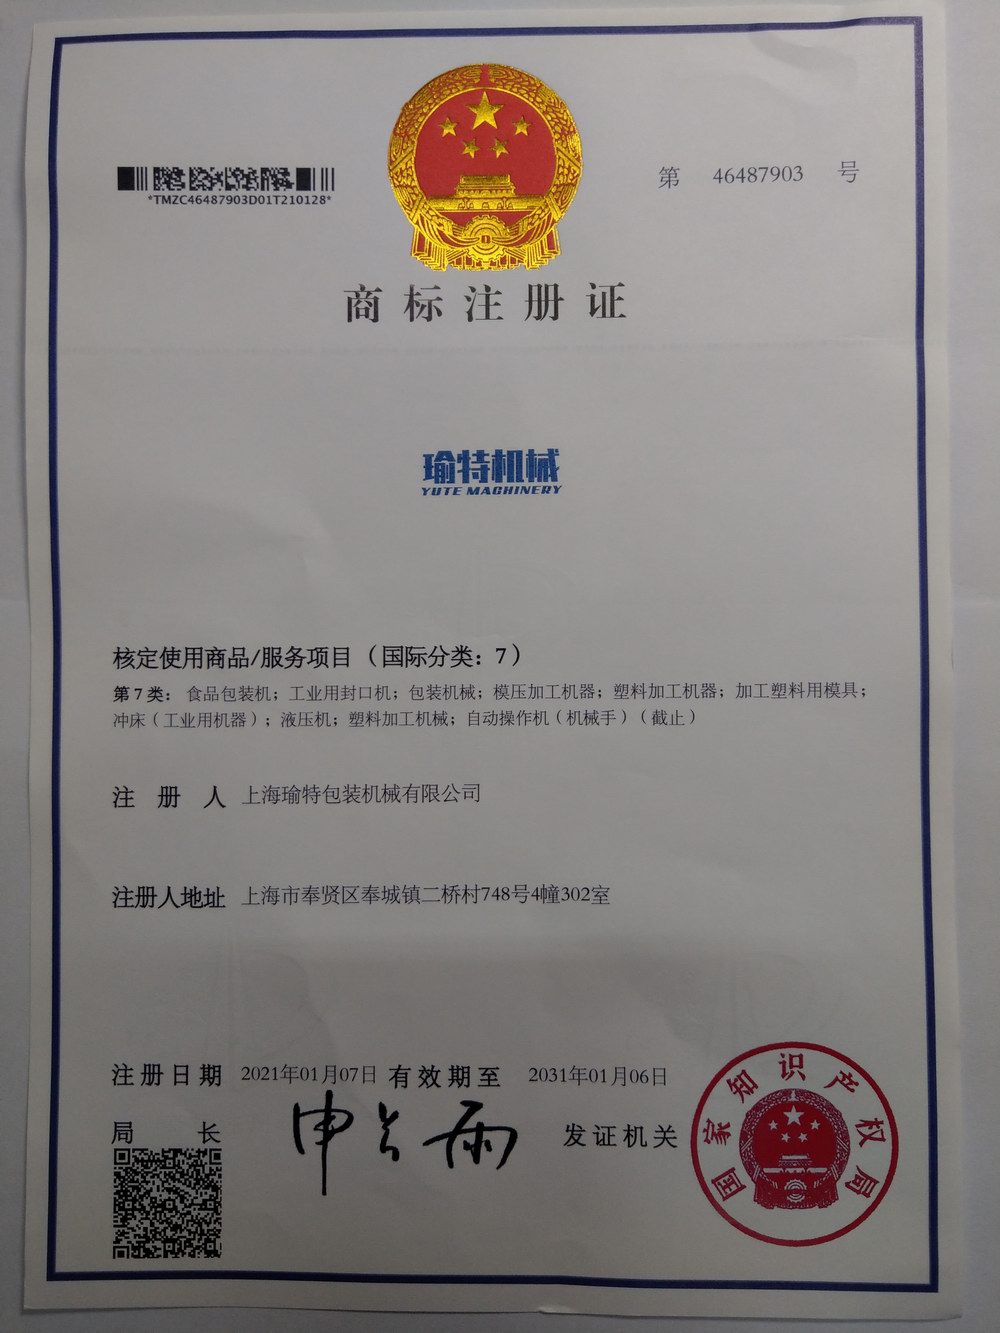 *TMZC46487903D01T210128*
第 46487903 号
商标注册证
瑜特机械
YUTE MACHINERY
核定使用商品/服务项目（国际分类：7）
第7类：食品包装机；工业用封口机；包装机械；模压加工机器；塑料加工机器；加工塑料用模具；
冲床（工业用机器）；液压机；塑料加工机械；自动操作机（机械手）（截止）
注册人 上海瑜特包装机械有限公司
注册人地址 上海市奉贤区奉城镇二桥村748号4幢302室
注册日期 2021年01月07日 有效期至 2031年01月06日
局长 申长雨 发证机关
国家知识产权局